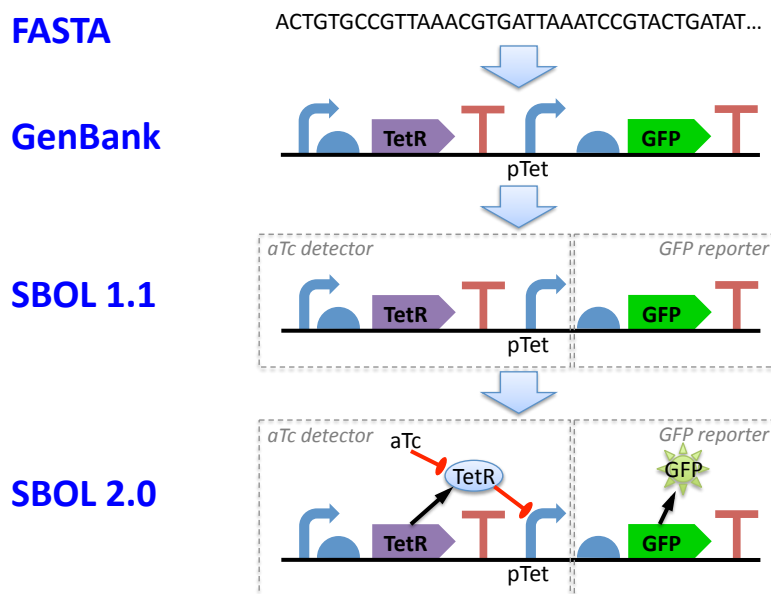 FASTA
ACTGTGCCGTTAAACGTGATTAAATCCGTACTGATAT...
GenBank
TetR
GFP
pTet
SBOL 1.1
aTc detector
GFP reporter
TetR
GFP
pTet
SBOL 2.0
aTc detector
GFP reporter
aTc
TetR
GFP
TetR
GFP
pTet